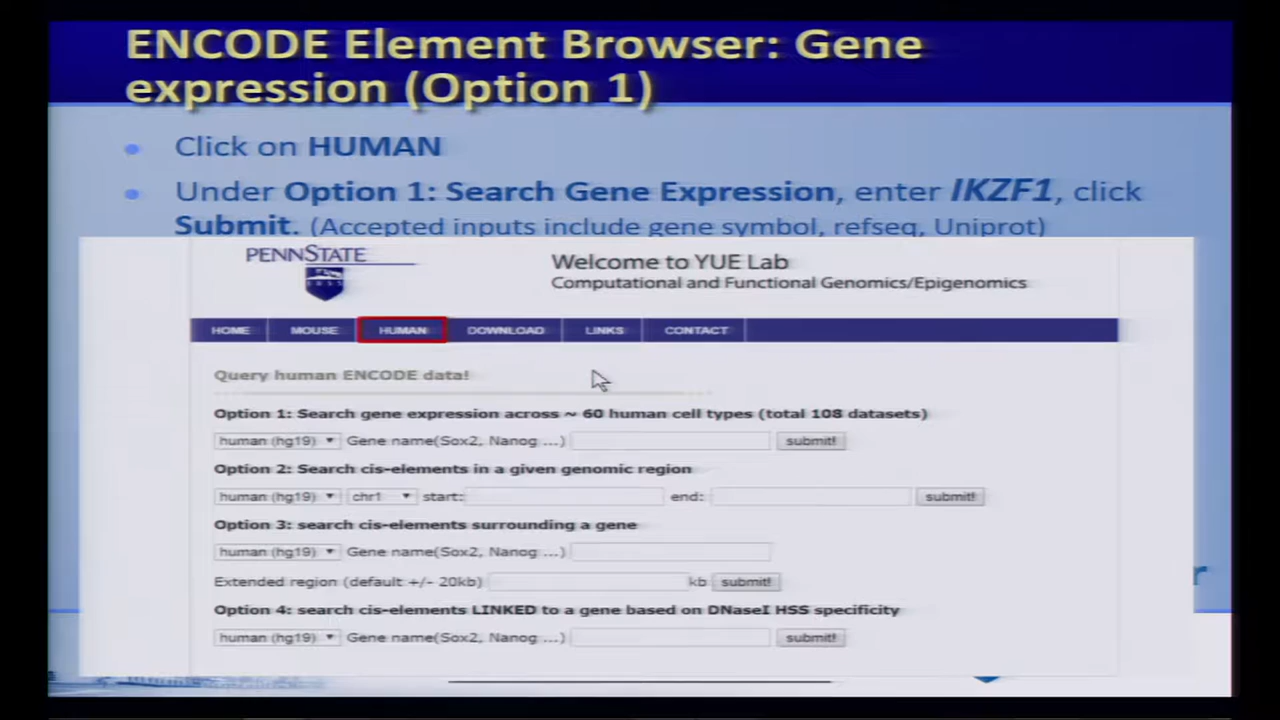 ENCODE Element Browser: Gene
expression (Option 1)
• Click on HUMAN
• Under Option 1: Search Gene Expression, enter IKZF1, click
Submit. (Accepted inputs include gene symbol, refseq, Uniprot)
PENNSTATE
1855
Welcome to YUE Lab
Computational and Functional Genomics/Epigenomics
HOME MOUSE HUMAN DOWNLOAD LINKS CONTACT
Query human ENCODE data!
Option 1: Search gene expression across ~ 60 human cell types (total 108 datasets)
human (hg19) Gene name(Sox2, Nanog ...) submit!
Option 2: Search cis-elements in a given genomic region
human (hg19) chr1 start: end: submit!
Option 3: search cis-elements surrounding a gene
human (hg19) Gene name(Sox2, Nanog ...)
Extended region (default +/- 20kb) kb submit!
r
Option 4: search cis-elements LINKED to a gene based on DNaseI HSS specificity
human (hg19) Gene name(Sox2, Nanog ...) submit!